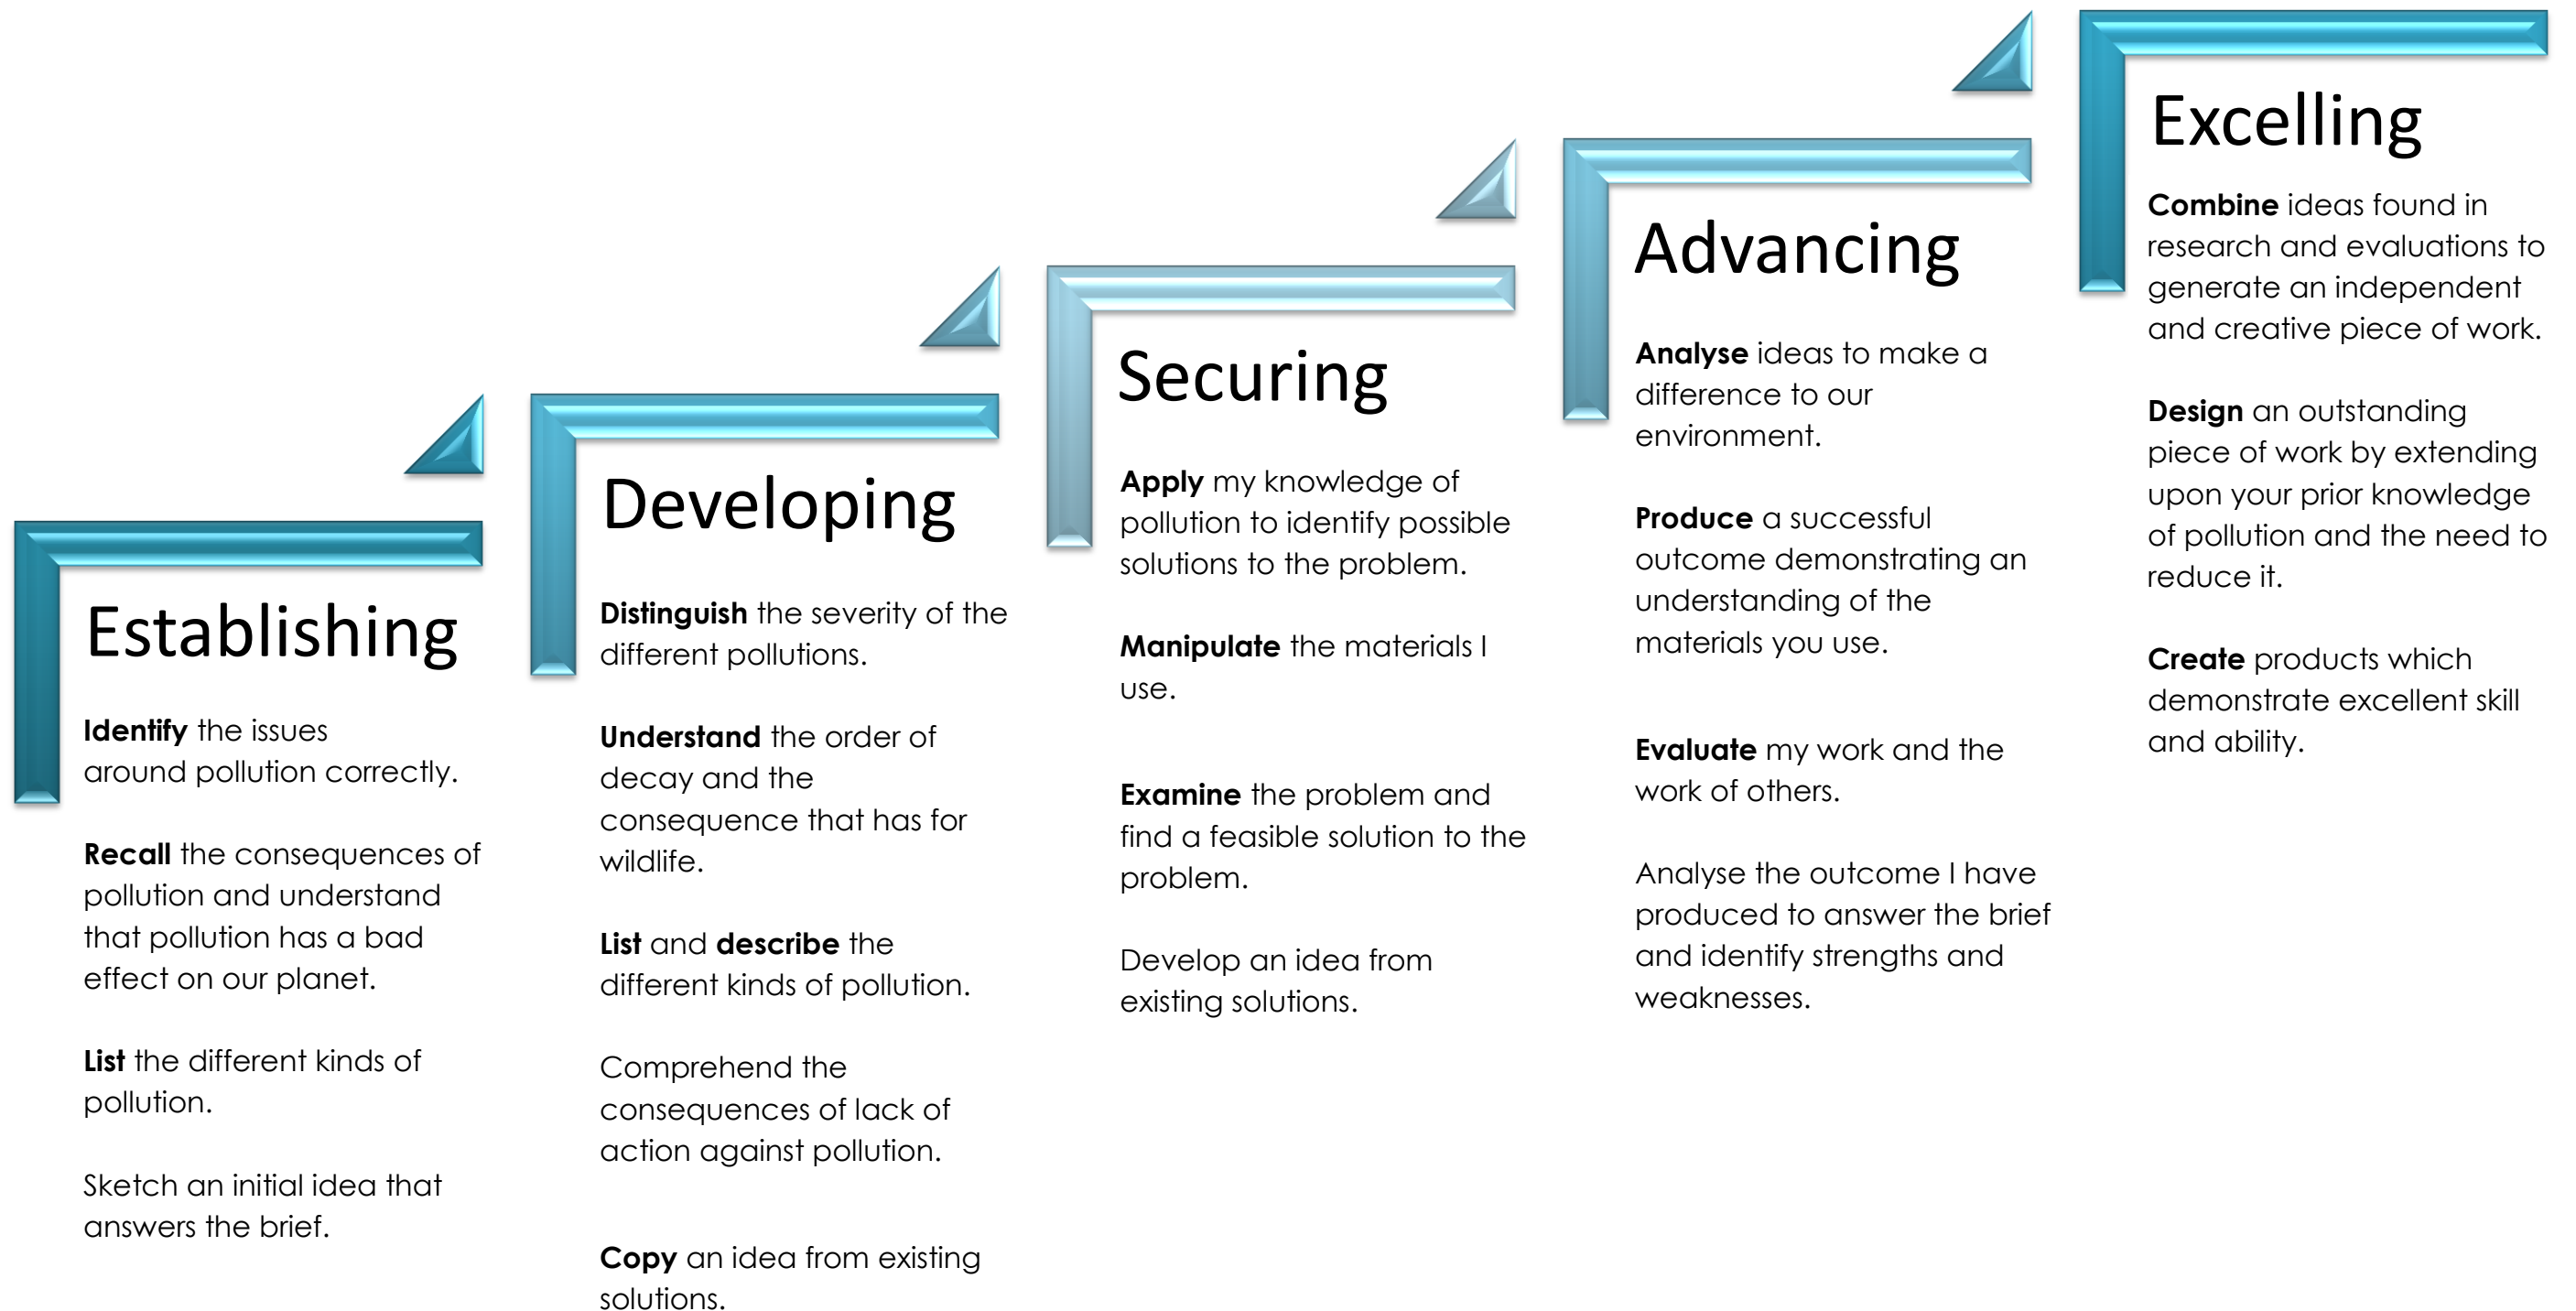 Establishing
Identify the issues
around pollution correctly.
Recall the consequences of
pollution and understand
that pollution has a bad
effect on our planet.
List the different kinds of
pollution.
Sketch an initial idea that
answers the brief.
Developing
Distinguish the severity of the
different pollutions.
Understand the order of
decay and the
consequence that has for
wildlife.
List and describe the
different kinds of pollution.
Comprehend the
consequences of lack of
action against pollution.
Copy an idea from existing
solutions.
Securing
Apply my knowledge of
pollution to identify possible
solutions to the problem.
Manipulate the materials I
use.
Examine the problem and
find a feasible solution to the
problem.
Develop an idea from
existing solutions.
Advancing
Analyse ideas to make a
difference to our
environment.
Produce a successful
outcome demonstrating an
understanding of the
materials you use.
Evaluate my work and the
work of others.
Analyse the outcome I have
produced to answer the brief
and identify strengths and
weaknesses.
Excelling
Combine ideas found in
research and evaluations to
generate an independent
and creative piece of work.
Design an outstanding
piece of work by extending
upon your prior knowledge
of pollution and the need to
reduce it.
Create products which
demonstrate excellent skill
and ability.